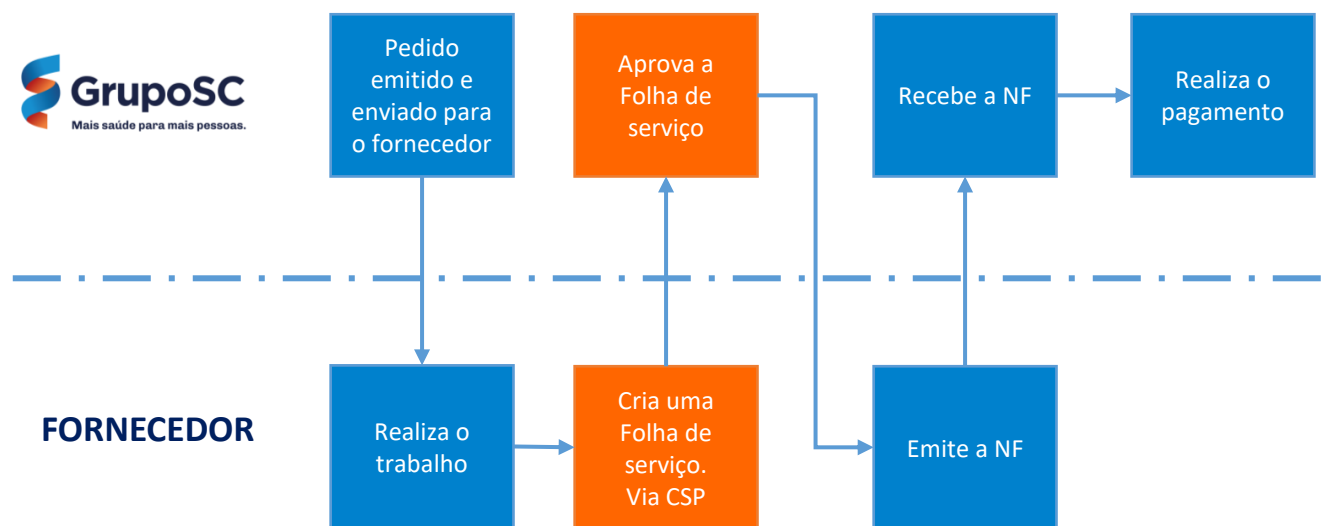 GrupoSC
Mais saúde para mais pessoas.
Pedido
emitido e
enviado para
o fornecedor
Aprova a
Folha de
serviço
Recebe a NF
Realiza o
pagamento
FORNECEDOR
Realiza o
trabalho
Cria uma
Folha de
serviço.
Via CSP
Emite a NF